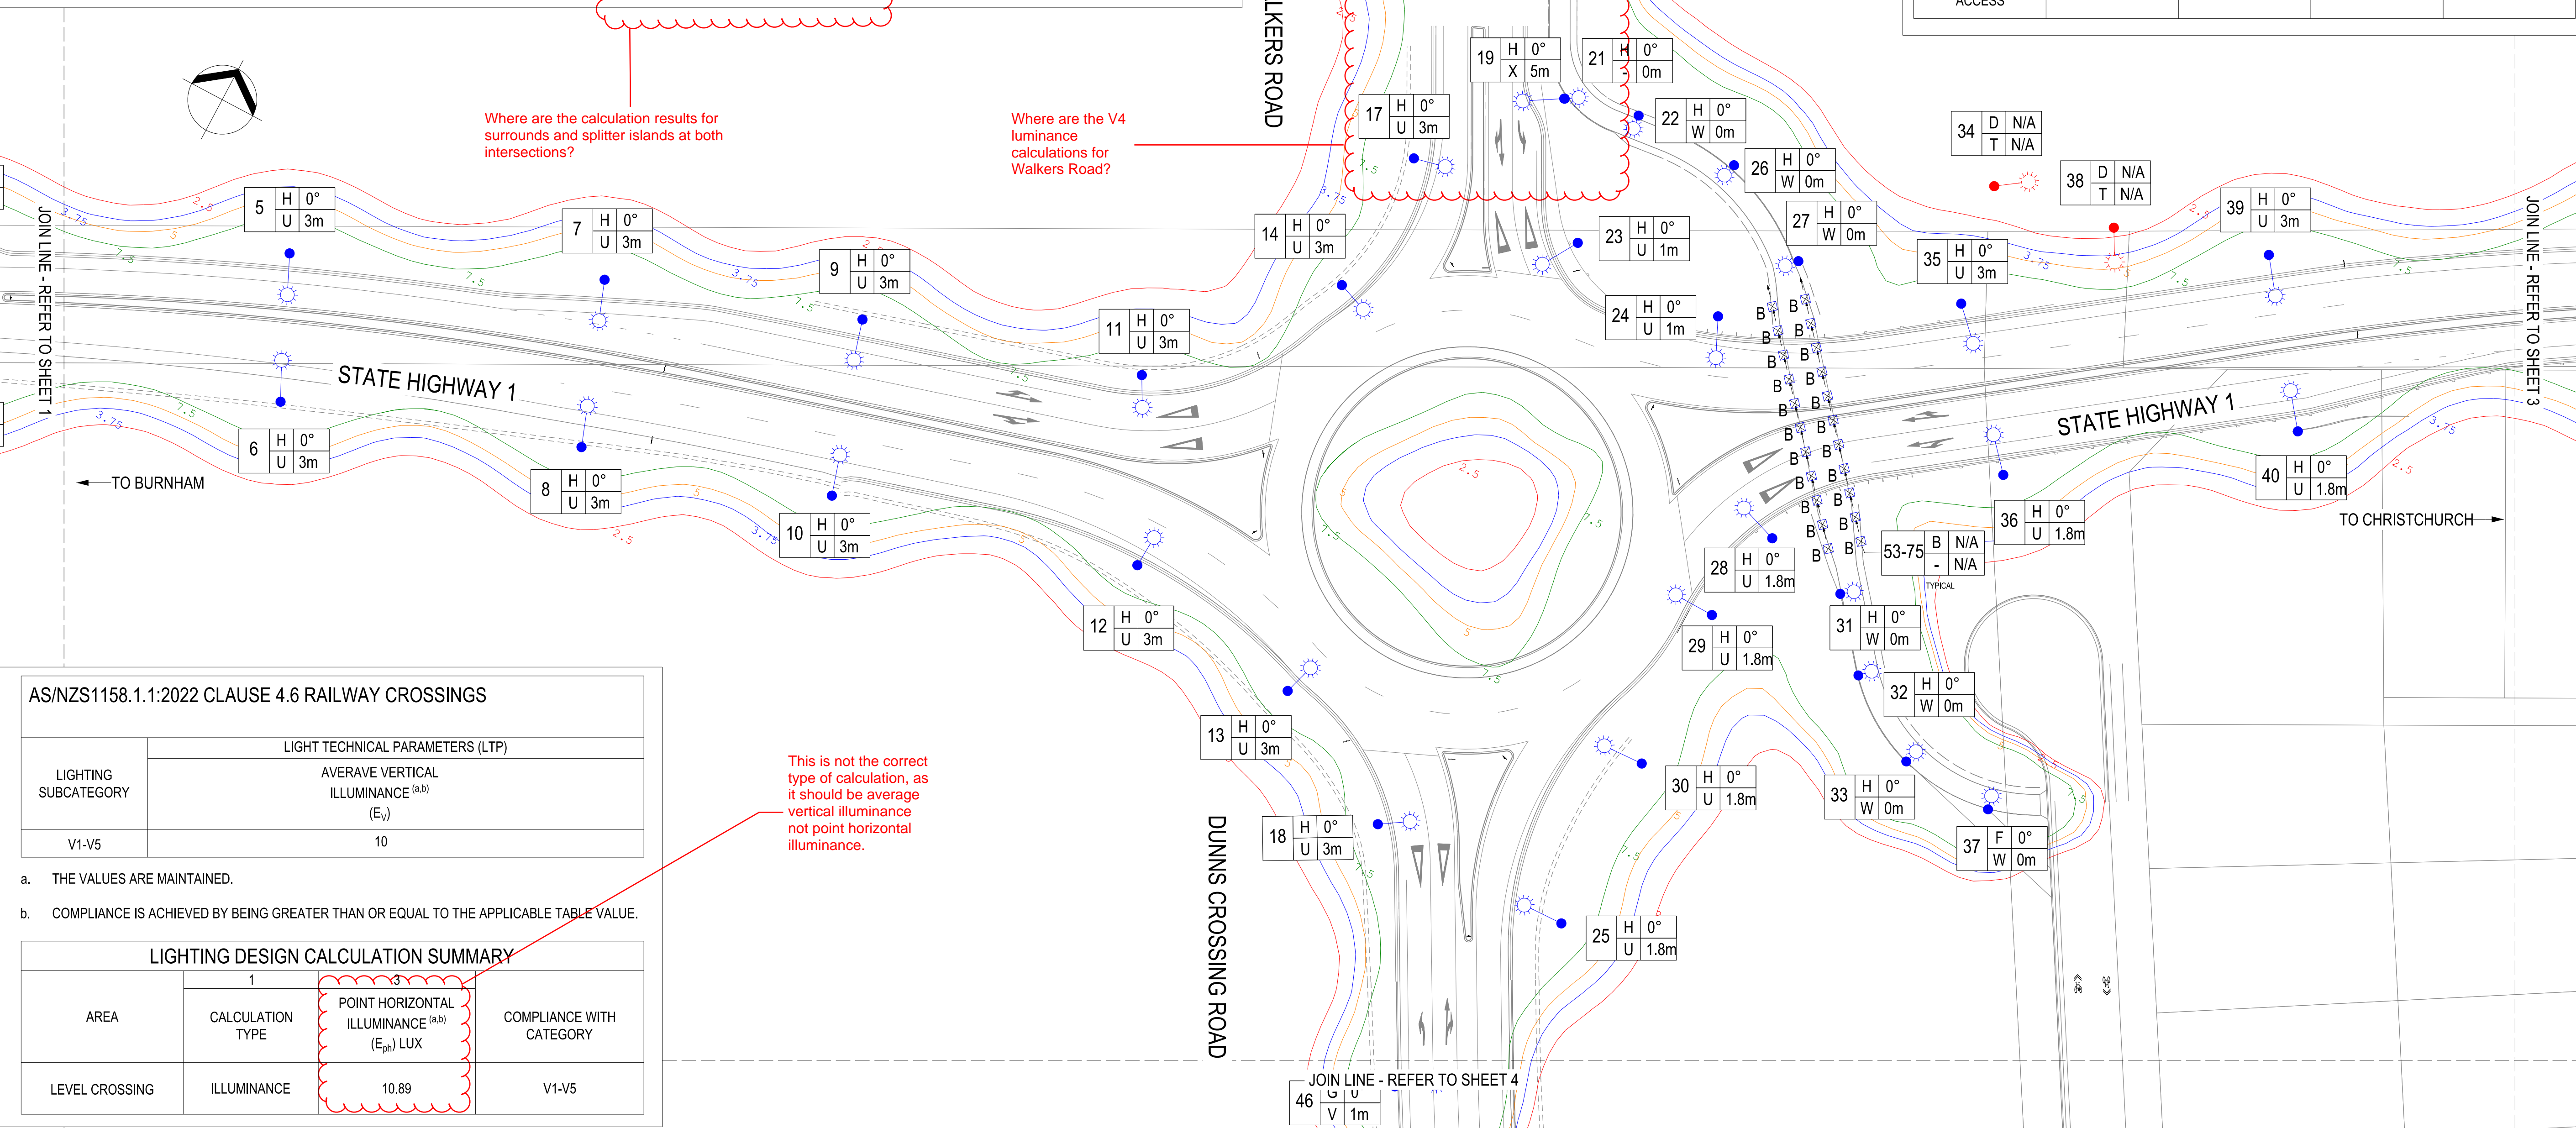 ACCESS
LKERS ROAD
Where are the calculation results for
surrounds and splitter islands at both
intersections?
Where are the V4
luminance
calculations for
Walkers Road?
19 H 0°
X 5m
21 H 0°
- 0m
17 H 0°
U 3m
22 H 0°
W 0m
26 H 0°
W 0m
34 D N/A
T N/A
38 D N/A
T N/A
5 H 0°
U 3m
7 H 0°
U 3m
9 H 0°
U 3m
14 H 0°
U 3m
23 H 0°
U 1m
27 H 0°
W 0m
35 H 0°
U 3m
39 H 0°
U 3m
11 H 0°
U 3m
24 H 0°
U 1m
JOIN LINE - REFER TO SHEET 1
JOIN LINE - REFER TO SHEET 3
STATE HIGHWAY 1
STATE HIGHWAY 1
6 H 0°
U 3m
8 H 0°
U 3m
10 H 0°
U 3m
TO BURNHAM
TO CHRISTCHURCH
40 H 0°
U 1.8m
36 H 0°
U 1.8m
53-75 B N/A
- N/A
TYPICAL
28 H 0°
U 1.8m
12 H 0°
U 3m
31 H 0°
W 0m
29 H 0°
U 1.8m
32 H 0°
W 0m
13 H 0°
U 3m
30 H 0°
U 1.8m
33 H 0°
W 0m
18 H 0°
U 3m
37 F 0°
W 0m
25 H 0°
U 1.8m
DUNNS CROSSING ROAD
JOIN LINE - REFER TO SHEET 4
46 G 0°
V 1m
B B B B B B B B B B B
B B B B B B B B B B B
2.5 3.75 5 7.5
AS/NZS1158.1.1:2022 CLAUSE 4.6 RAILWAY CROSSINGS
LIGHTING
SUBCATEGORY
LIGHT TECHNICAL PARAMETERS (LTP)
AVERAVE VERTICAL
ILLUMINANCE (a,b)
(EV)
V1-V5 10
a. THE VALUES ARE MAINTAINED.
b. COMPLIANCE IS ACHIEVED BY BEING GREATER THAN OR EQUAL TO THE APPLICABLE TABLE VALUE.
This is not the correct
type of calculation, as
it should be average
vertical illuminance
not point horizontal
illuminance.
LIGHTING DESIGN CALCULATION SUMMARY
AREA
1
CALCULATION
TYPE
3
POINT HORIZONTAL
ILLUMINANCE (a,b)
(Eph) LUX
COMPLIANCE WITH
CATEGORY
LEVEL CROSSING ILLUMINANCE 10.89 V1-V5